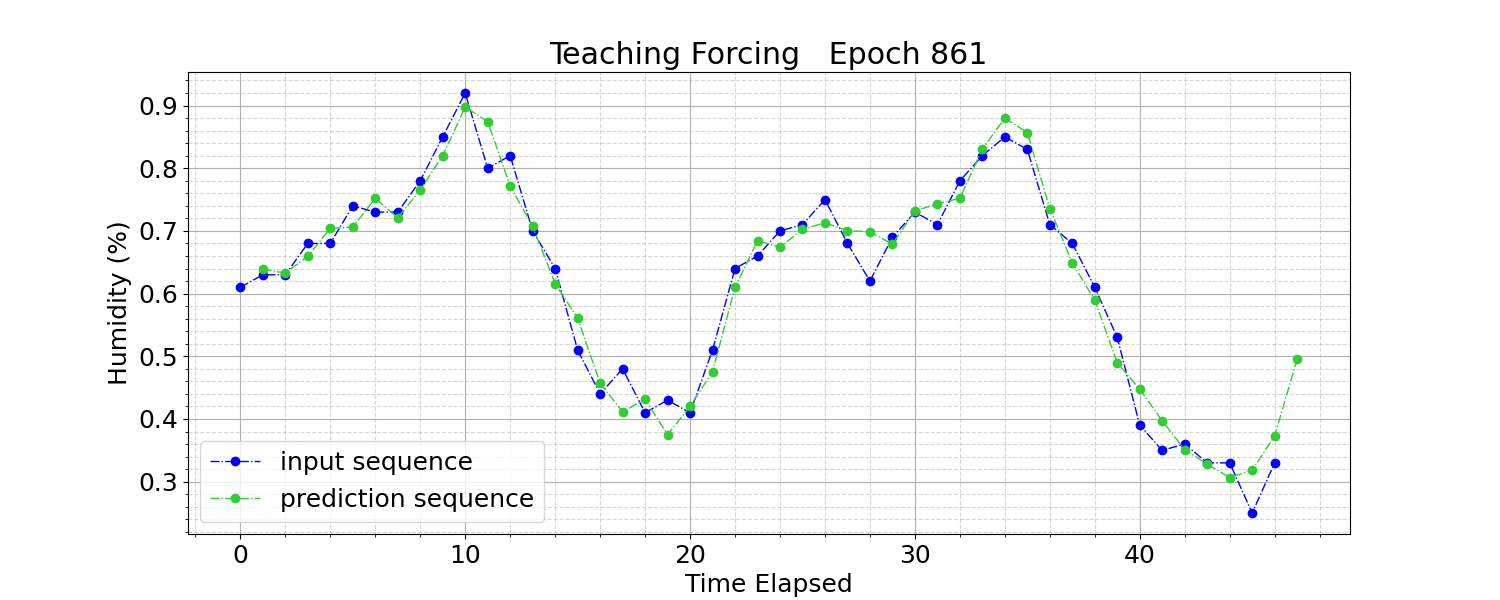 Teaching Forcing   Epoch 861
Humidity (%)
0.9
0.8
0.7
0.6
0.5
0.4
0.3
input sequence
prediction sequence
0 10 20 30 40
Time Elapsed